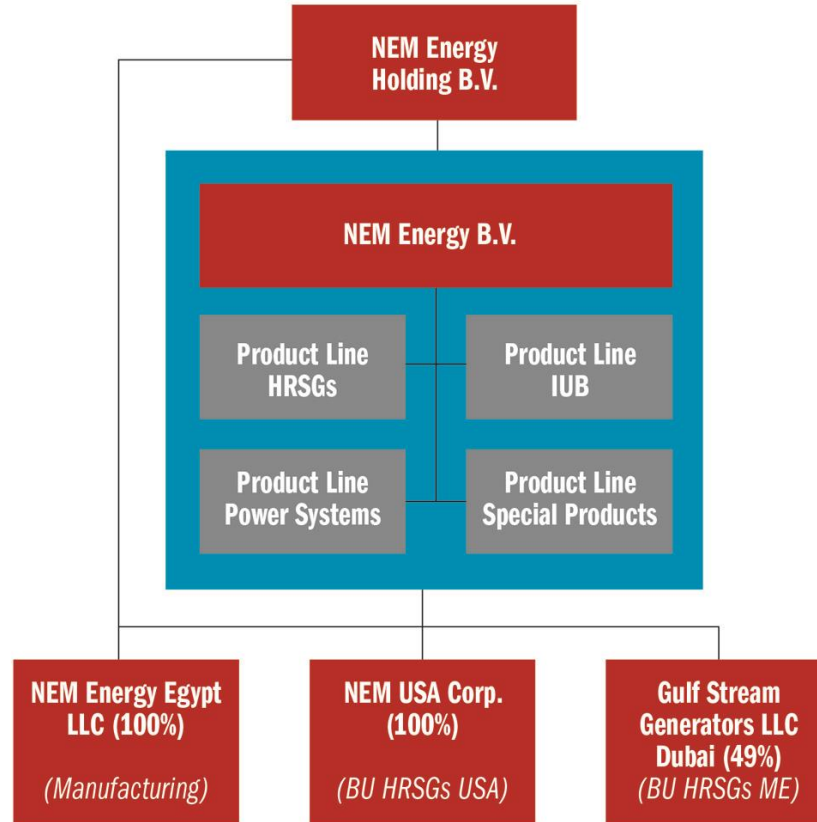 NEM Energy
Holding B.V.
NEM Energy B.V.
Product Line
HRSGs
Product Line
IUB
Product Line
Power Systems
Product Line
Special Products
NEM Energy Egypt
LLC (100%)
(Manufacturing)
NEM USA Corp.
(100%)
(BU HRSGs USA)
Gulf Stream
Generators LLC
Dubai (49%)
(BU HRSGs ME)